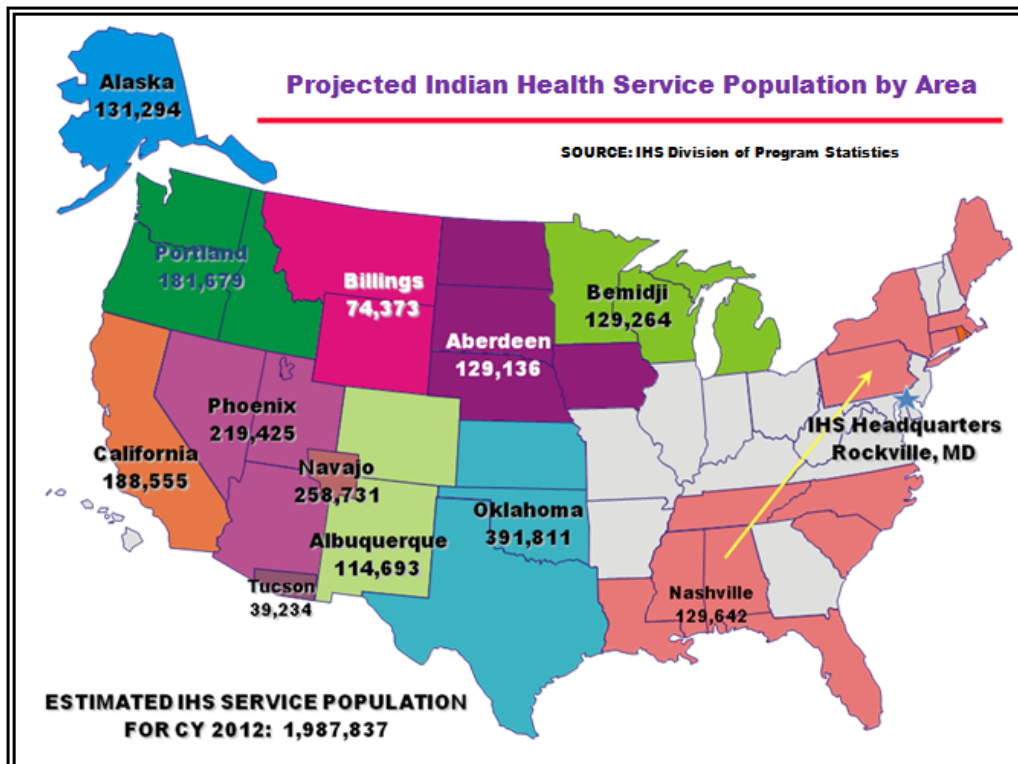 Projected Indian Health Service Population by Area
SOURCE: IHS Division of Program Statistics
Alaska
131,294
Portland
181,679
Billings
74,373
Aberdeen
129,136
Bemidji
129,264
IHS Headquarters
Rockville, MD
Phoenix
219,425
California
188,555
Navajo
258,731
Albuquerque
114,693
Oklahoma
391,811
Tucson
39,234
Nashville
129,642
ESTIMATED IHS SERVICE POPULATION
FOR CY 2012: 1,987,837